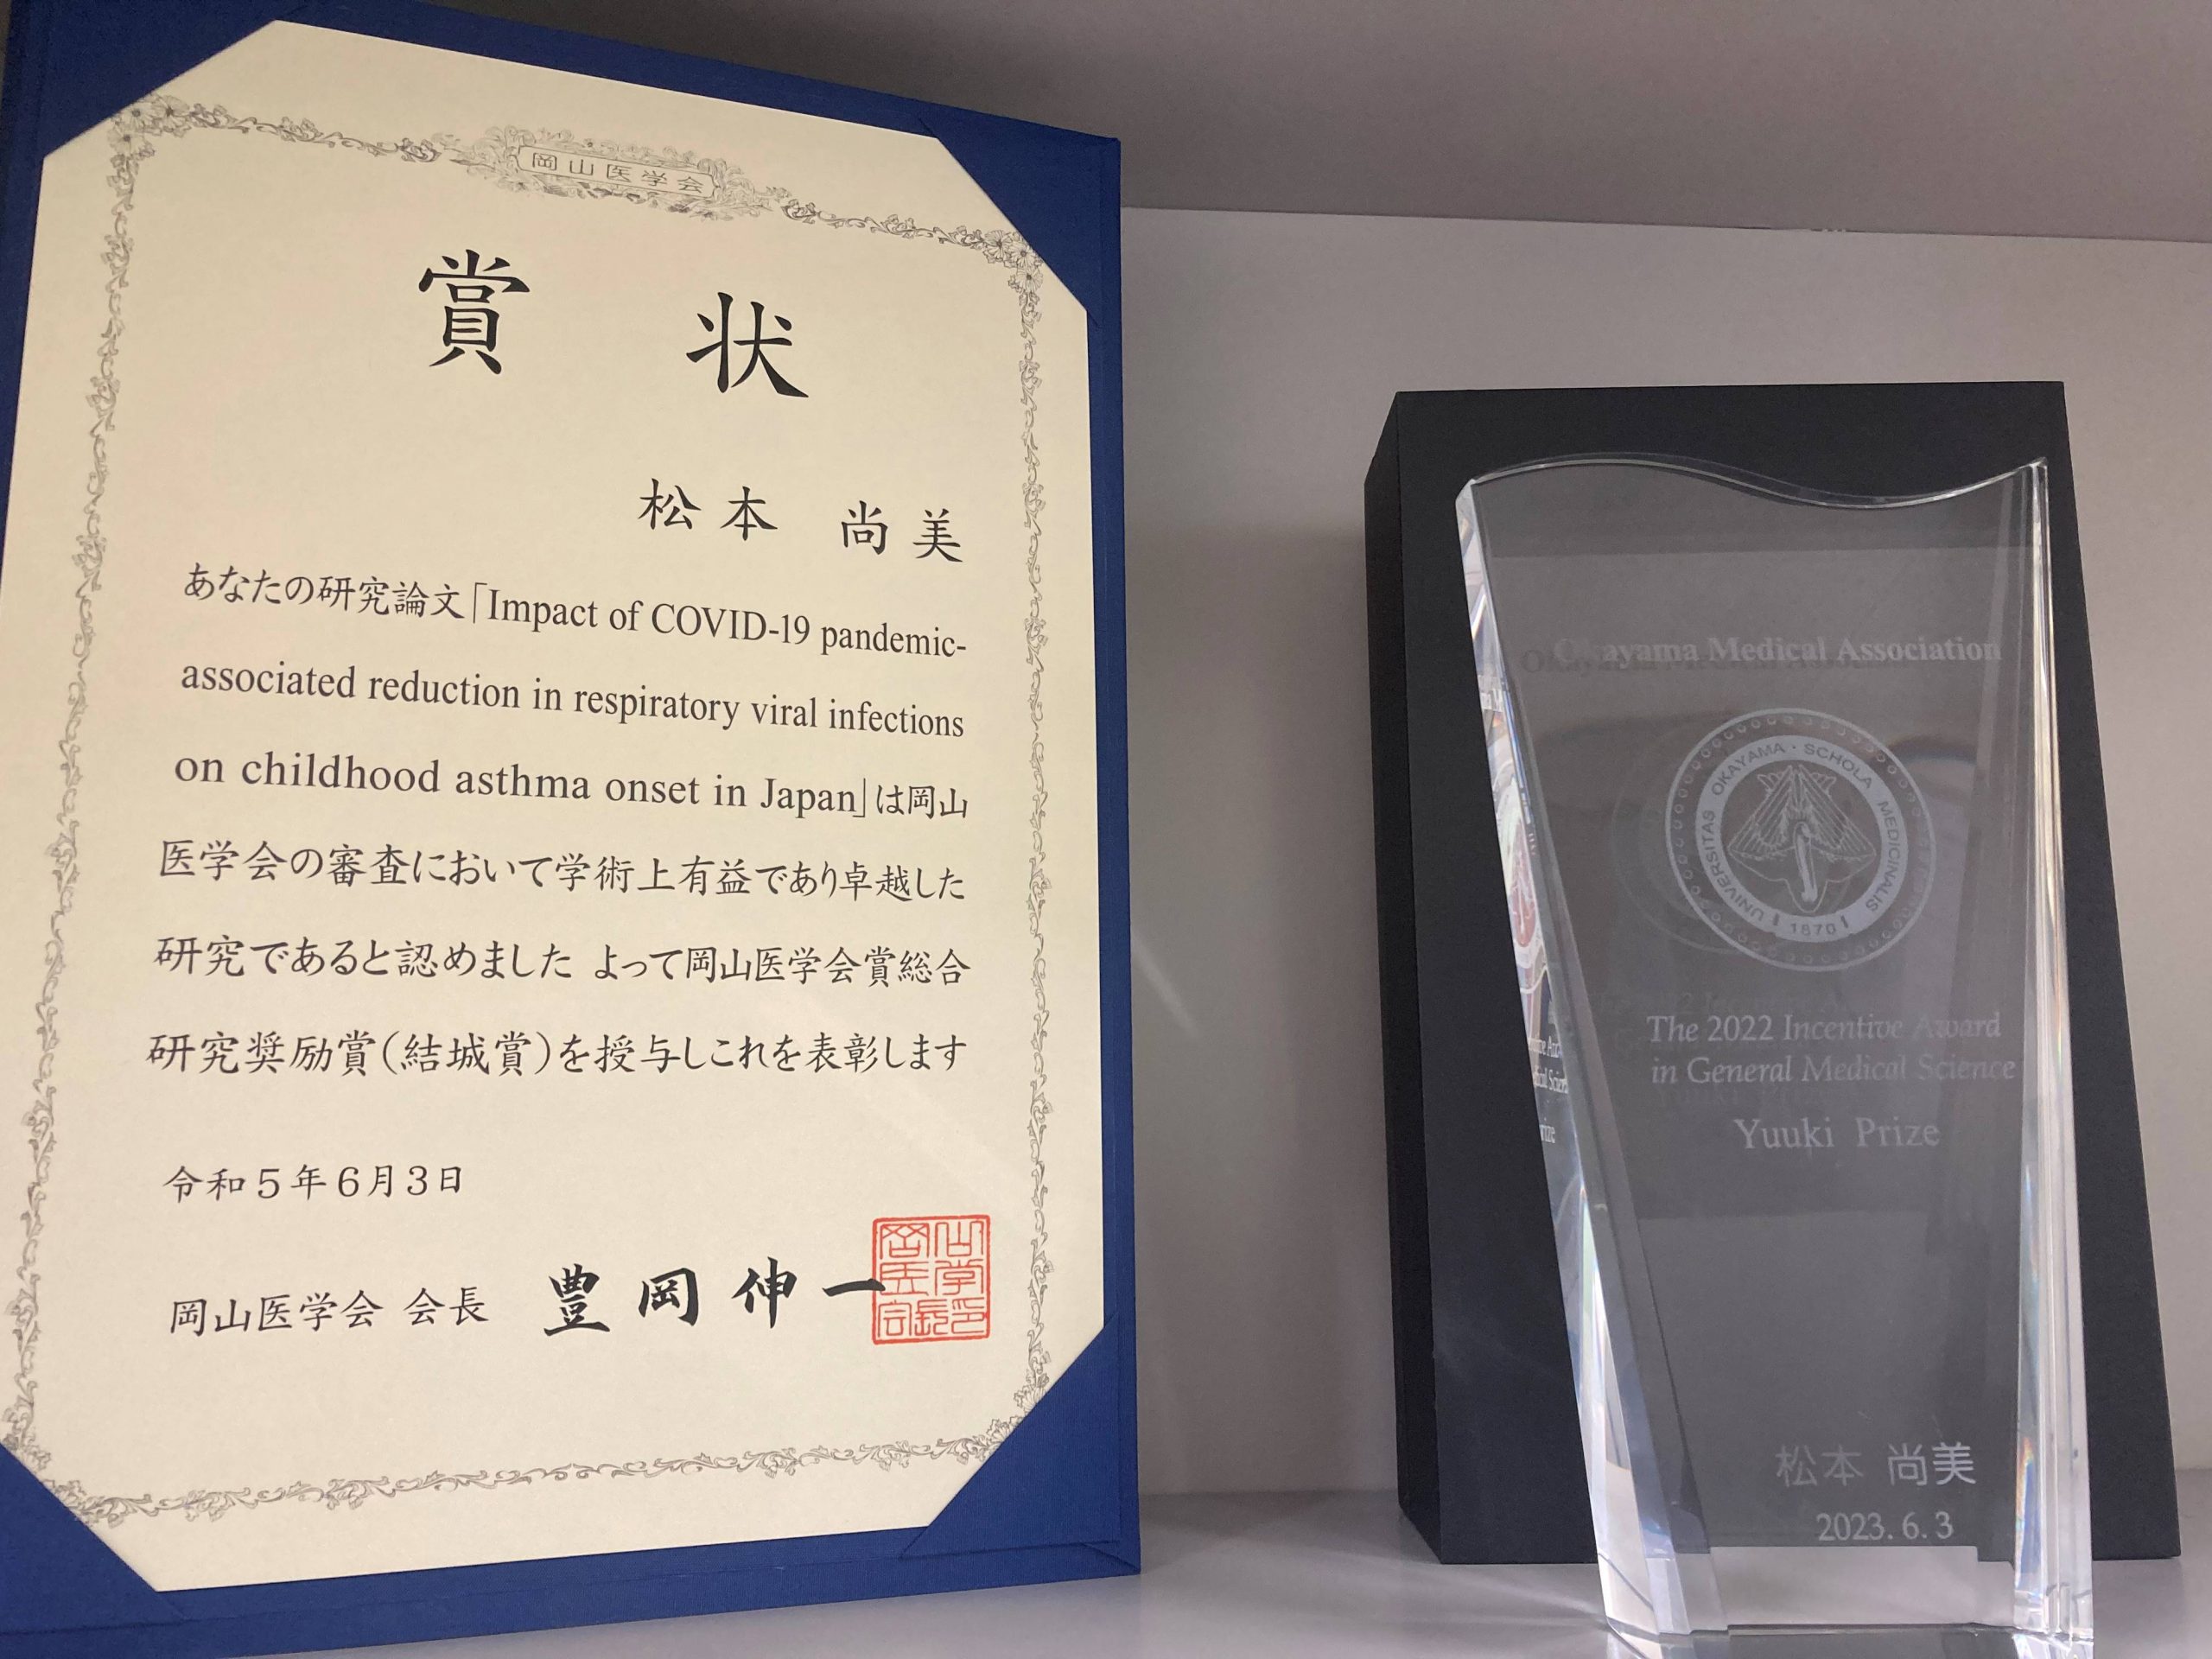 岡山医学会
賞状
松本 尚美
あなたの研究論文「Impact of COVID-19 pandemic-
associated reduction in respiratory viral infections
on childhood asthma onset in Japan」は岡山
医学会の審査において学術上有益であり卓越した
研究であると認めました よって岡山医学会賞総合
研究奨励賞(結城賞)を授与しこれを表彰します
令和5年6月3日
岡山医学会 会長 豊岡伸一
Okayama Medical Association
UNIVERSITAS OKAYAMA・SCHOLA MEDICINALIS
1870
The 2022 Incentive Award
in General Medical Science
Yuuki Prize
松本 尚美
2023.6.3